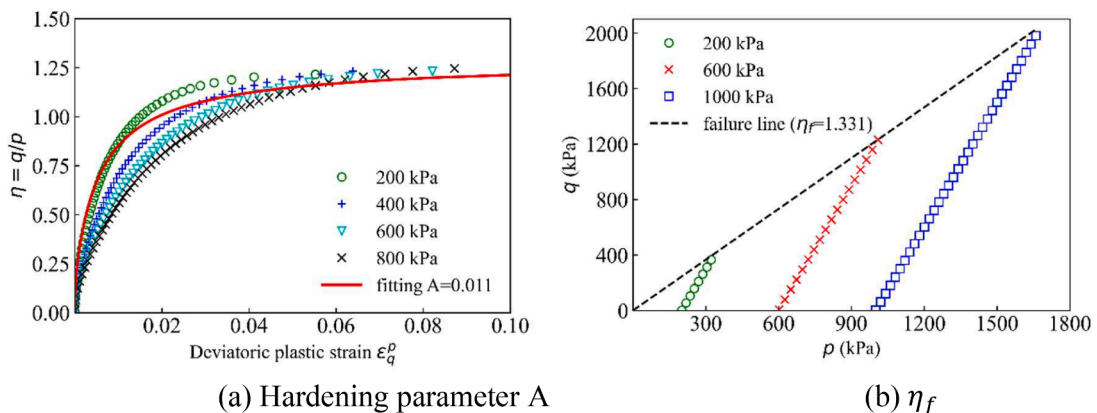 1.50
1.25
1.00
0.75
0.50
0.25
0.00
η = q/p
200 kPa
400 kPa
600 kPa
800 kPa
fitting A=0.011
0.02 0.04 0.06 0.08 0.10
Deviatoric plastic strain ε_q^p
(a) Hardening parameter A
2000
1600
1200
800
400
0
q (kPa)
200 kPa
600 kPa
1000 kPa
failure line (η_f=1.331)
300 600 900 1200 1500 1800
p (kPa)
(b) η_f